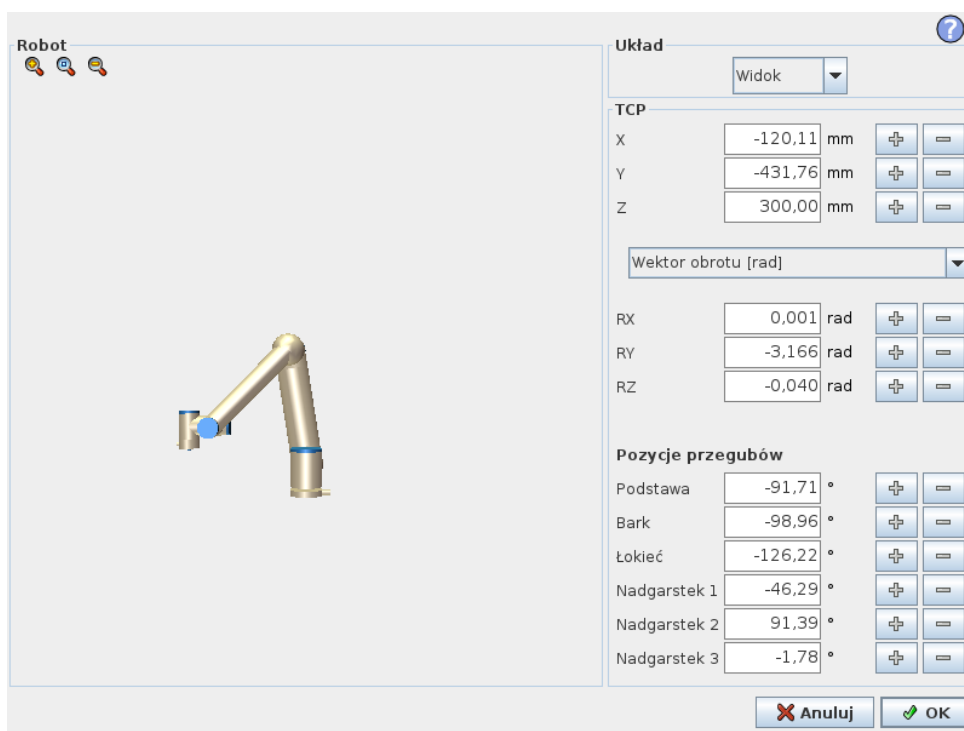 ?
Robot
Układ
Widok
TCP
X -120,11 mm
Y -431,76 mm
Z 300,00 mm
Wektor obrotu [rad]
RX 0,001 rad
RY -3,166 rad
RZ -0,040 rad
Pozycje przegubów
Podstawa -91,71 °
Bark -98,96 °
Łokieć -126,22 °
Nadgarstek 1 -46,29 °
Nadgarstek 2 91,39 °
Nadgarstek 3 -1,78 °
Anuluj OK